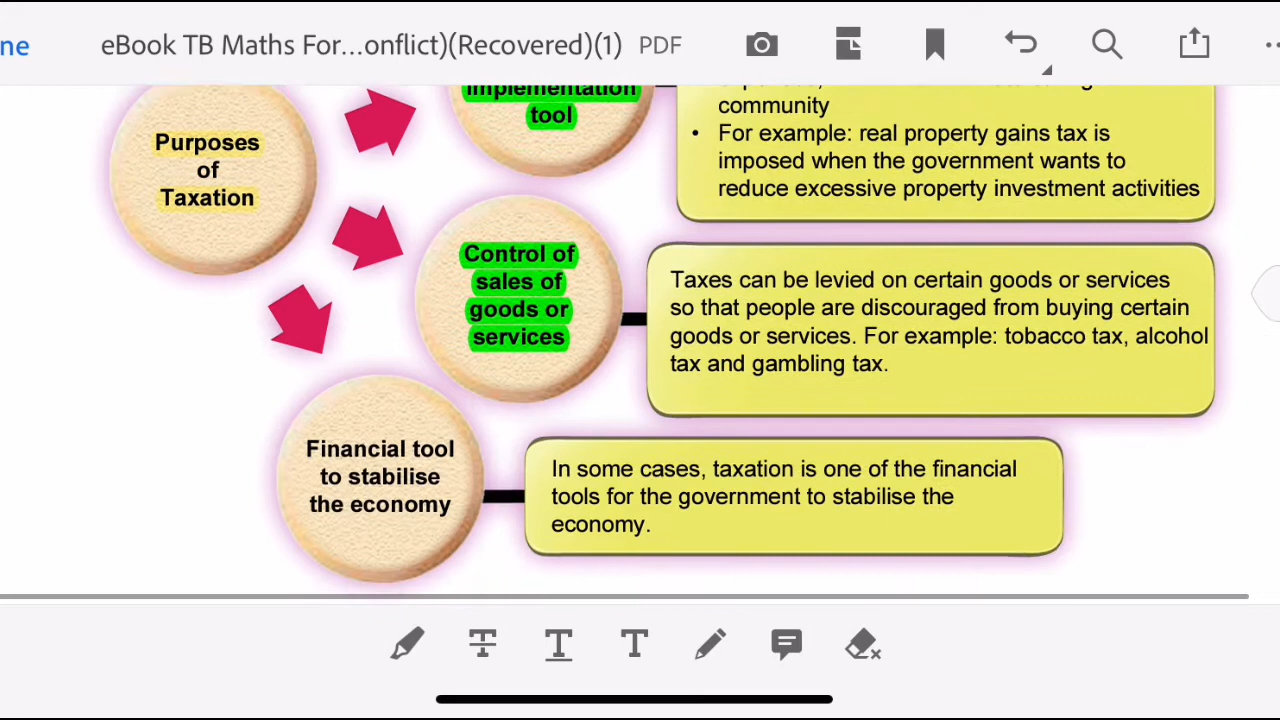 ne
eBook TB Maths For...onflict)(Recovered)(1) PDF
Purposes
of
Taxation
implementation
tool
community
• For example: real property gains tax is
imposed when the government wants to
reduce excessive property investment activities
Control of
sales of
goods or
services
Taxes can be levied on certain goods or services
so that people are discouraged from buying certain
goods or services. For example: tobacco tax, alcohol
tax and gambling tax.
Financial tool
to stabilise
the economy
In some cases, taxation is one of the financial
tools for the government to stabilise the
economy.